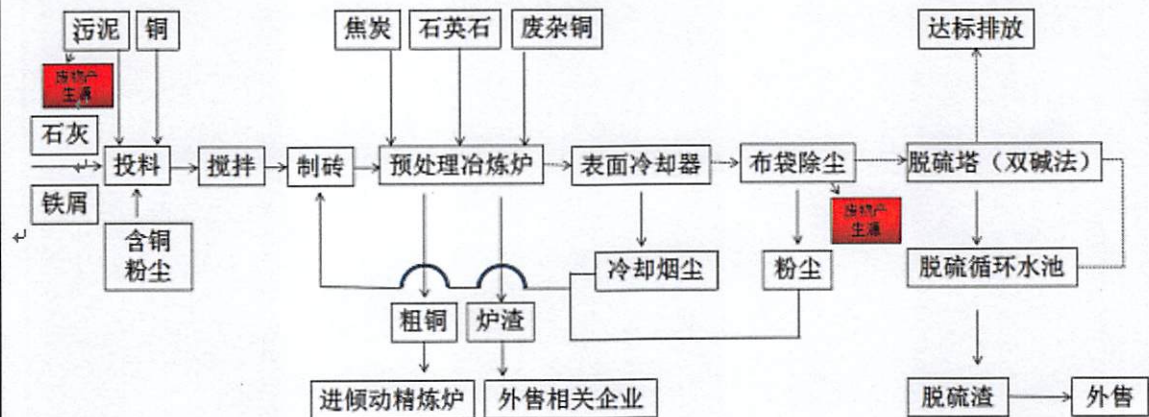 污泥
铜
焦炭
石英石
废杂铜
达标排放
废物产
生源
石灰
投料
搅拌
制砖
预处理冶炼炉
表面冷却器
布袋除尘
脱硫塔（双碱法）
铁屑
含铜
粉尘
废物产
生源
冷却烟尘
粉尘
脱硫循环水池
粗铜
炉渣
进倾动精炼炉
外售相关企业
脱硫渣
外售